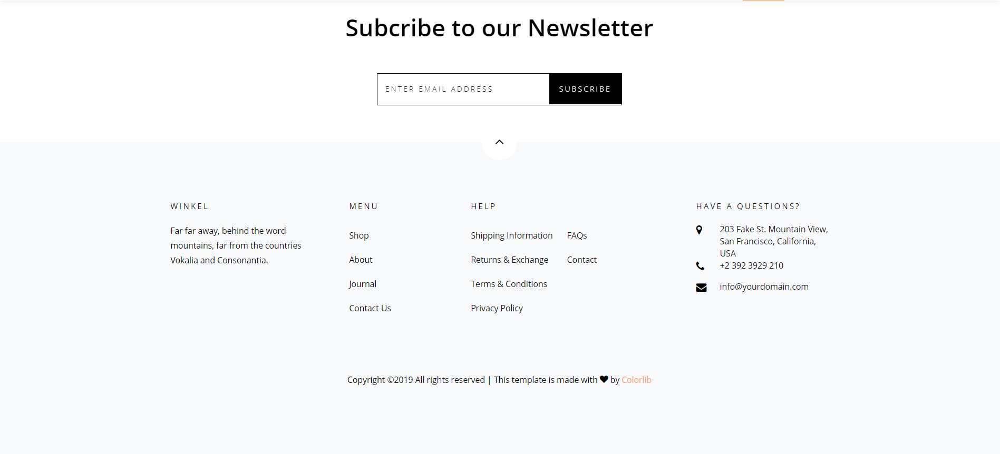 Subcribe to our Newsletter
ENTER EMAIL ADDRESS
SUBSCRIBE
WINKEL
Far far away, behind the word
mountains, far from the countries
Vokalia and Consonantia.
MENU
Shop
About
Journal
Contact Us
HELP
Shipping Information
Returns & Exchange
Terms & Conditions
Privacy Policy
FAQs
Contact
HAVE A QUESTIONS?
203 Fake St. Mountain View,
San Francisco, California,
USA
+2 392 3929 210
info@yourdomain.com
Copyright ©2019 All rights reserved | This template is made with ♥ by Colorlib